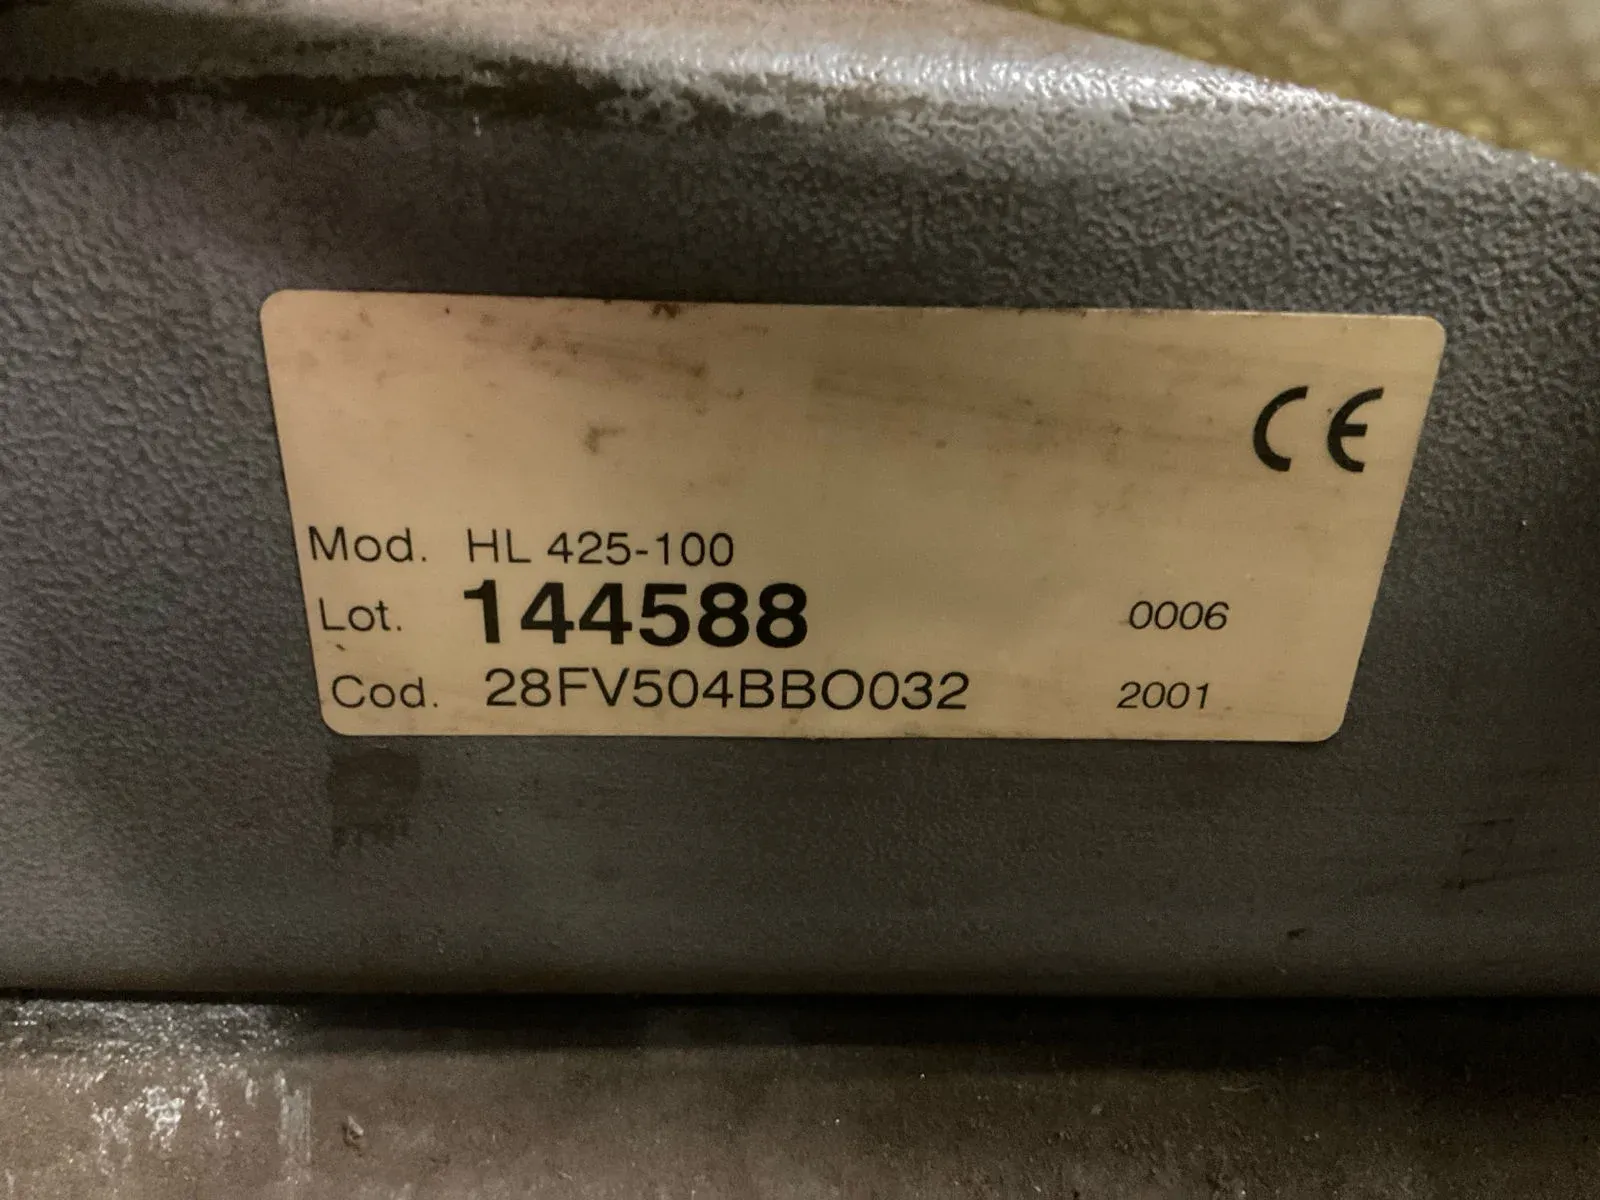 CE
Mod. HL 425-100
Lot. 144588 0006
Cod. 28FV504BBO032 2001